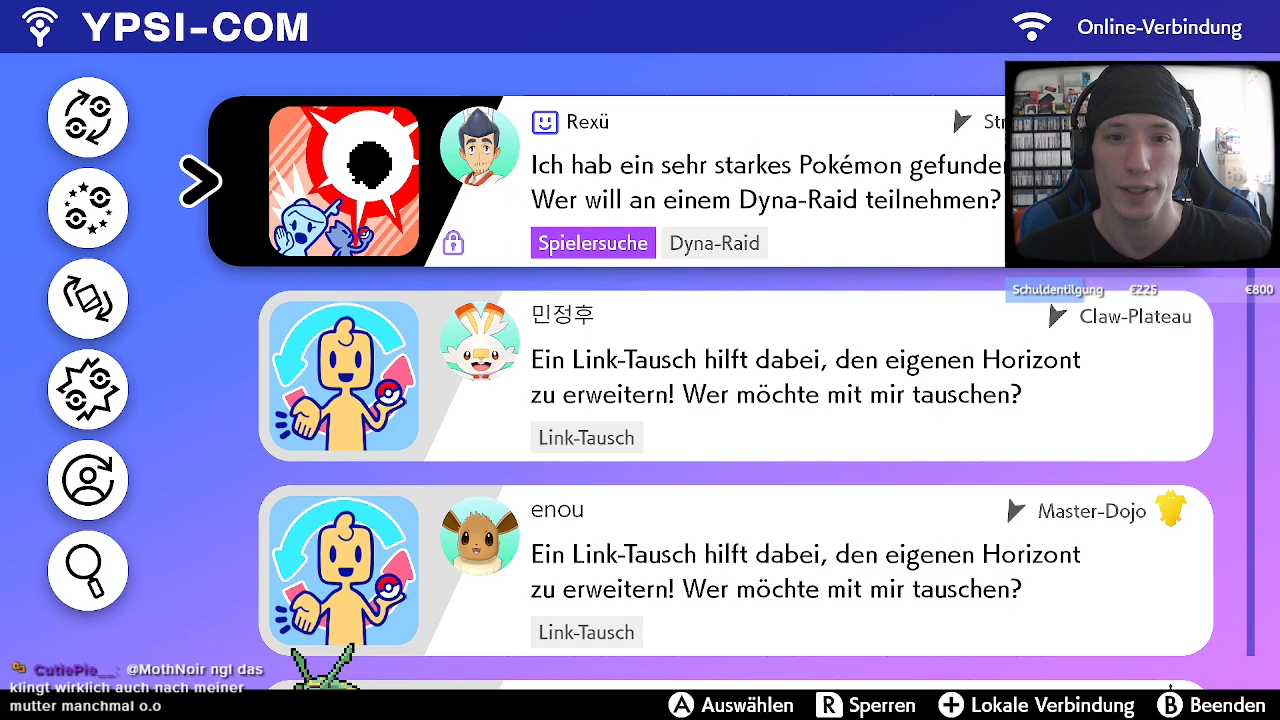 YPSI-COM
Online-Verbindung
Rexü
Ich hab ein sehr starkes Pokémon
Wer will an einem Dyna-Raid teilnehmen?
Spielersuche
Dyna-Raid
Schuldentilgung €225 €800
민정후
Claw-Plateau
Ein Link-Tausch hilft dabei, den eigenen Horizont
zu erweitern! Wer möchte mit mir tauschen?
Link-Tausch
enou
Master-Dojo
Ein Link-Tausch hilft dabei, den eigenen Horizont
zu erweitern! Wer möchte mit mir tauschen?
Link-Tausch
CutiePie__: @MothNoir ngl das
klingt wirklich auch nach meiner
mutter manchmal o.o
A Auswählen R Sperren + Lokale Verbindung B Beenden